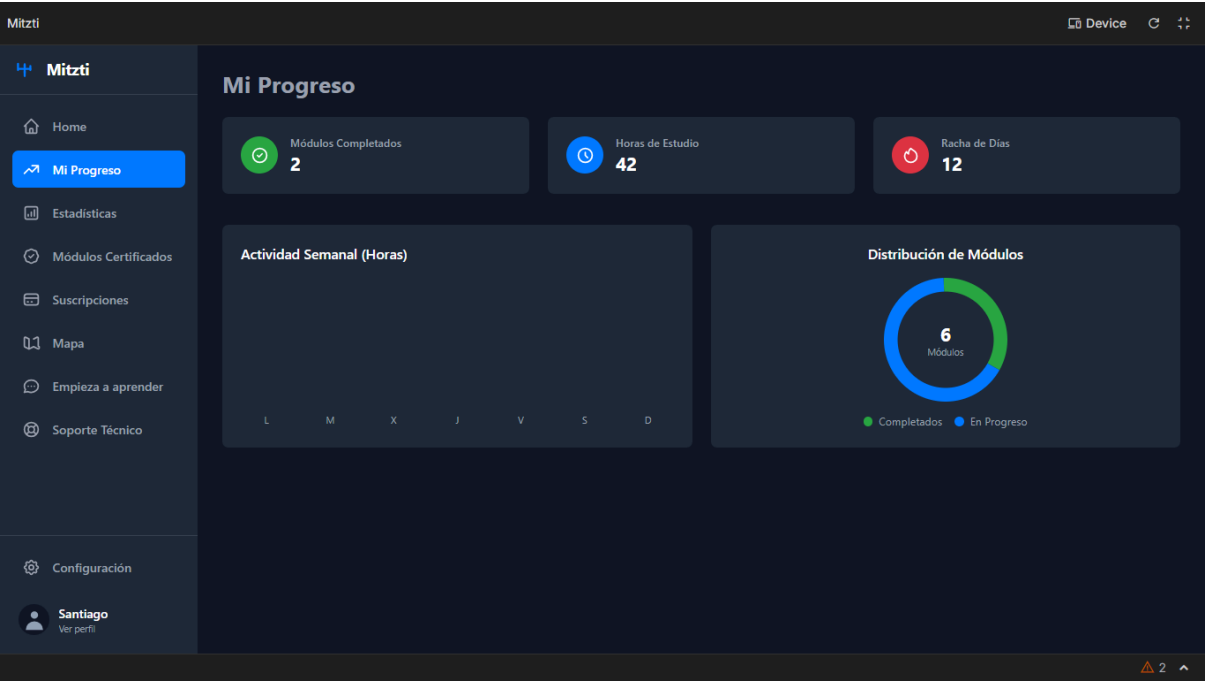 Mitzti
Device
Mitzti
Home
Mi Progreso
Estadísticas
Módulos Certificados
Suscripciones
Mapa
Empieza a aprender
Soporte Técnico
Configuración
Santiago
Ver perfil
Mi Progreso
Módulos Completados
2
Horas de Estudio
42
Racha de Días
12
Actividad Semanal (Horas)
L M X J V S D
Distribución de Módulos
6
Módulos
Completados En Progreso
2